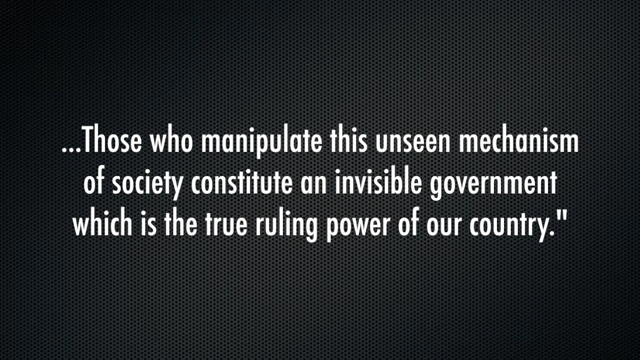 ...Those who manipulate this unseen mechanism
of society constitute an invisible government
which is the true ruling power of our country."